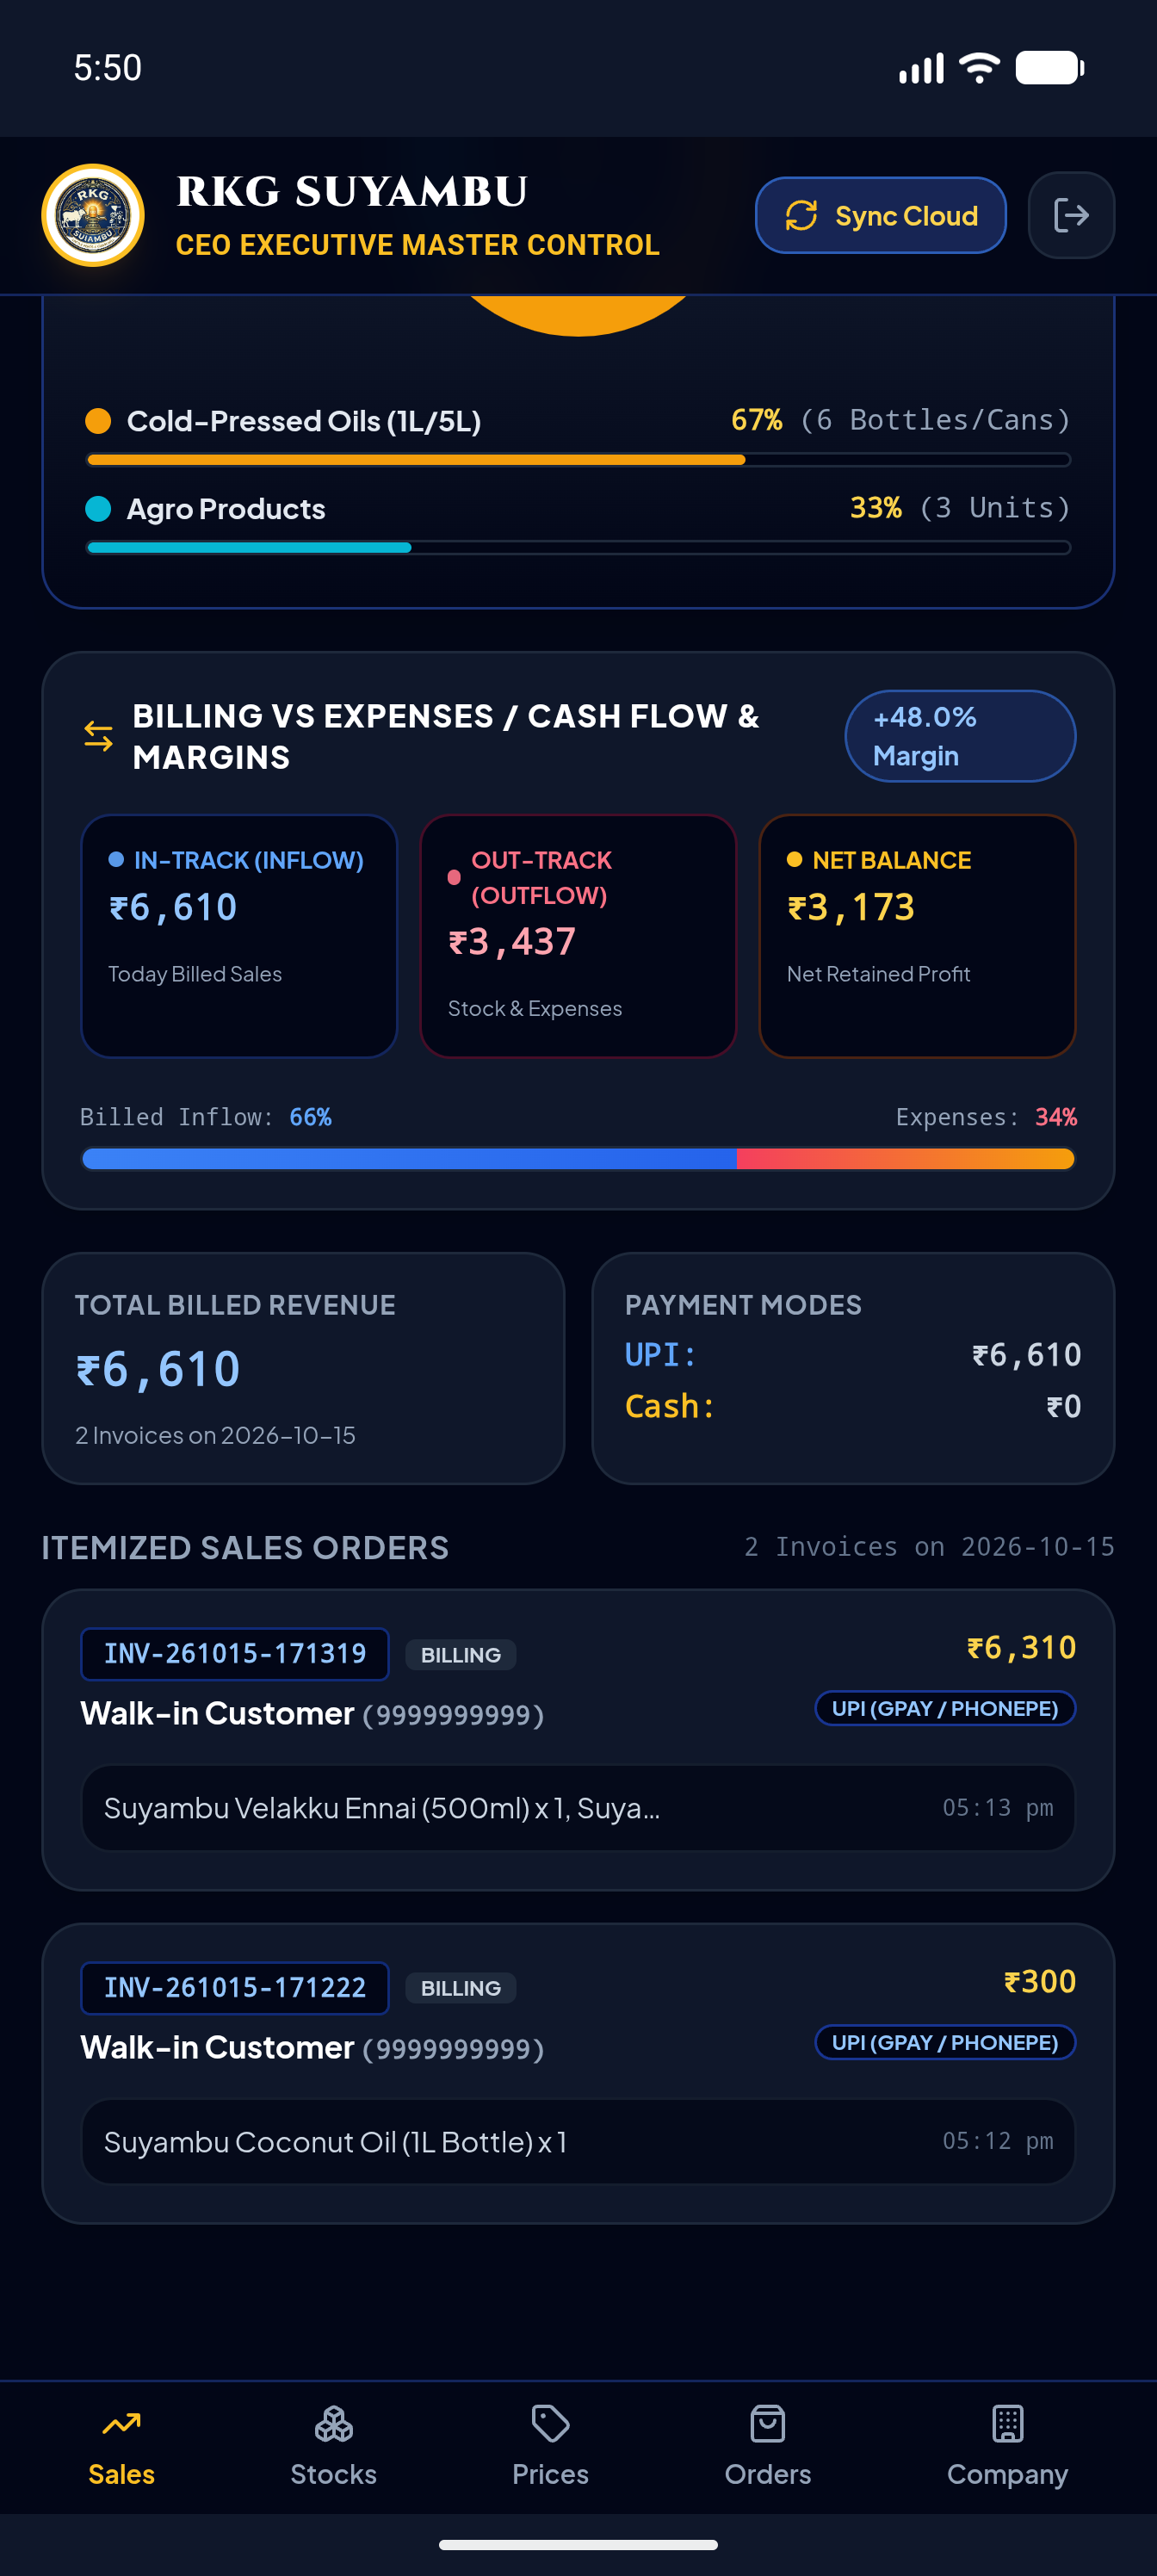 5:50
RKG
SUIAMBU
RKG SUYAMBU
CEO EXECUTIVE MASTER CONTROL
Sync Cloud
Cold-Pressed Oils (1L/5L) 67% (6 Bottles/Cans)
Agro Products 33% (3 Units)
BILLING VS EXPENSES / CASH FLOW &
MARGINS
+48.0%
Margin
IN-TRACK (INFLOW)
₹6,610
Today Billed Sales
OUT-TRACK
(OUTFLOW)
₹3,437
Stock & Expenses
NET BALANCE
₹3,173
Net Retained Profit
Billed Inflow: 66% Expenses: 34%
TOTAL BILLED REVENUE
₹6,610
2 Invoices on 2026-10-15
PAYMENT MODES
UPI: ₹6,610
Cash: ₹0
ITEMIZED SALES ORDERS 2 Invoices on 2026-10-15
INV-261015-171319 BILLING ₹6,310
Walk-in Customer (9999999999) UPI (GPAY / PHONEPE)
Suyambu Velakku Ennai (500ml) x 1, Suya... 05:13 pm
INV-261015-171222 BILLING ₹300
Walk-in Customer (9999999999) UPI (GPAY / PHONEPE)
Suyambu Coconut Oil (1L Bottle) x 1 05:12 pm
Sales Stocks Prices Orders Company